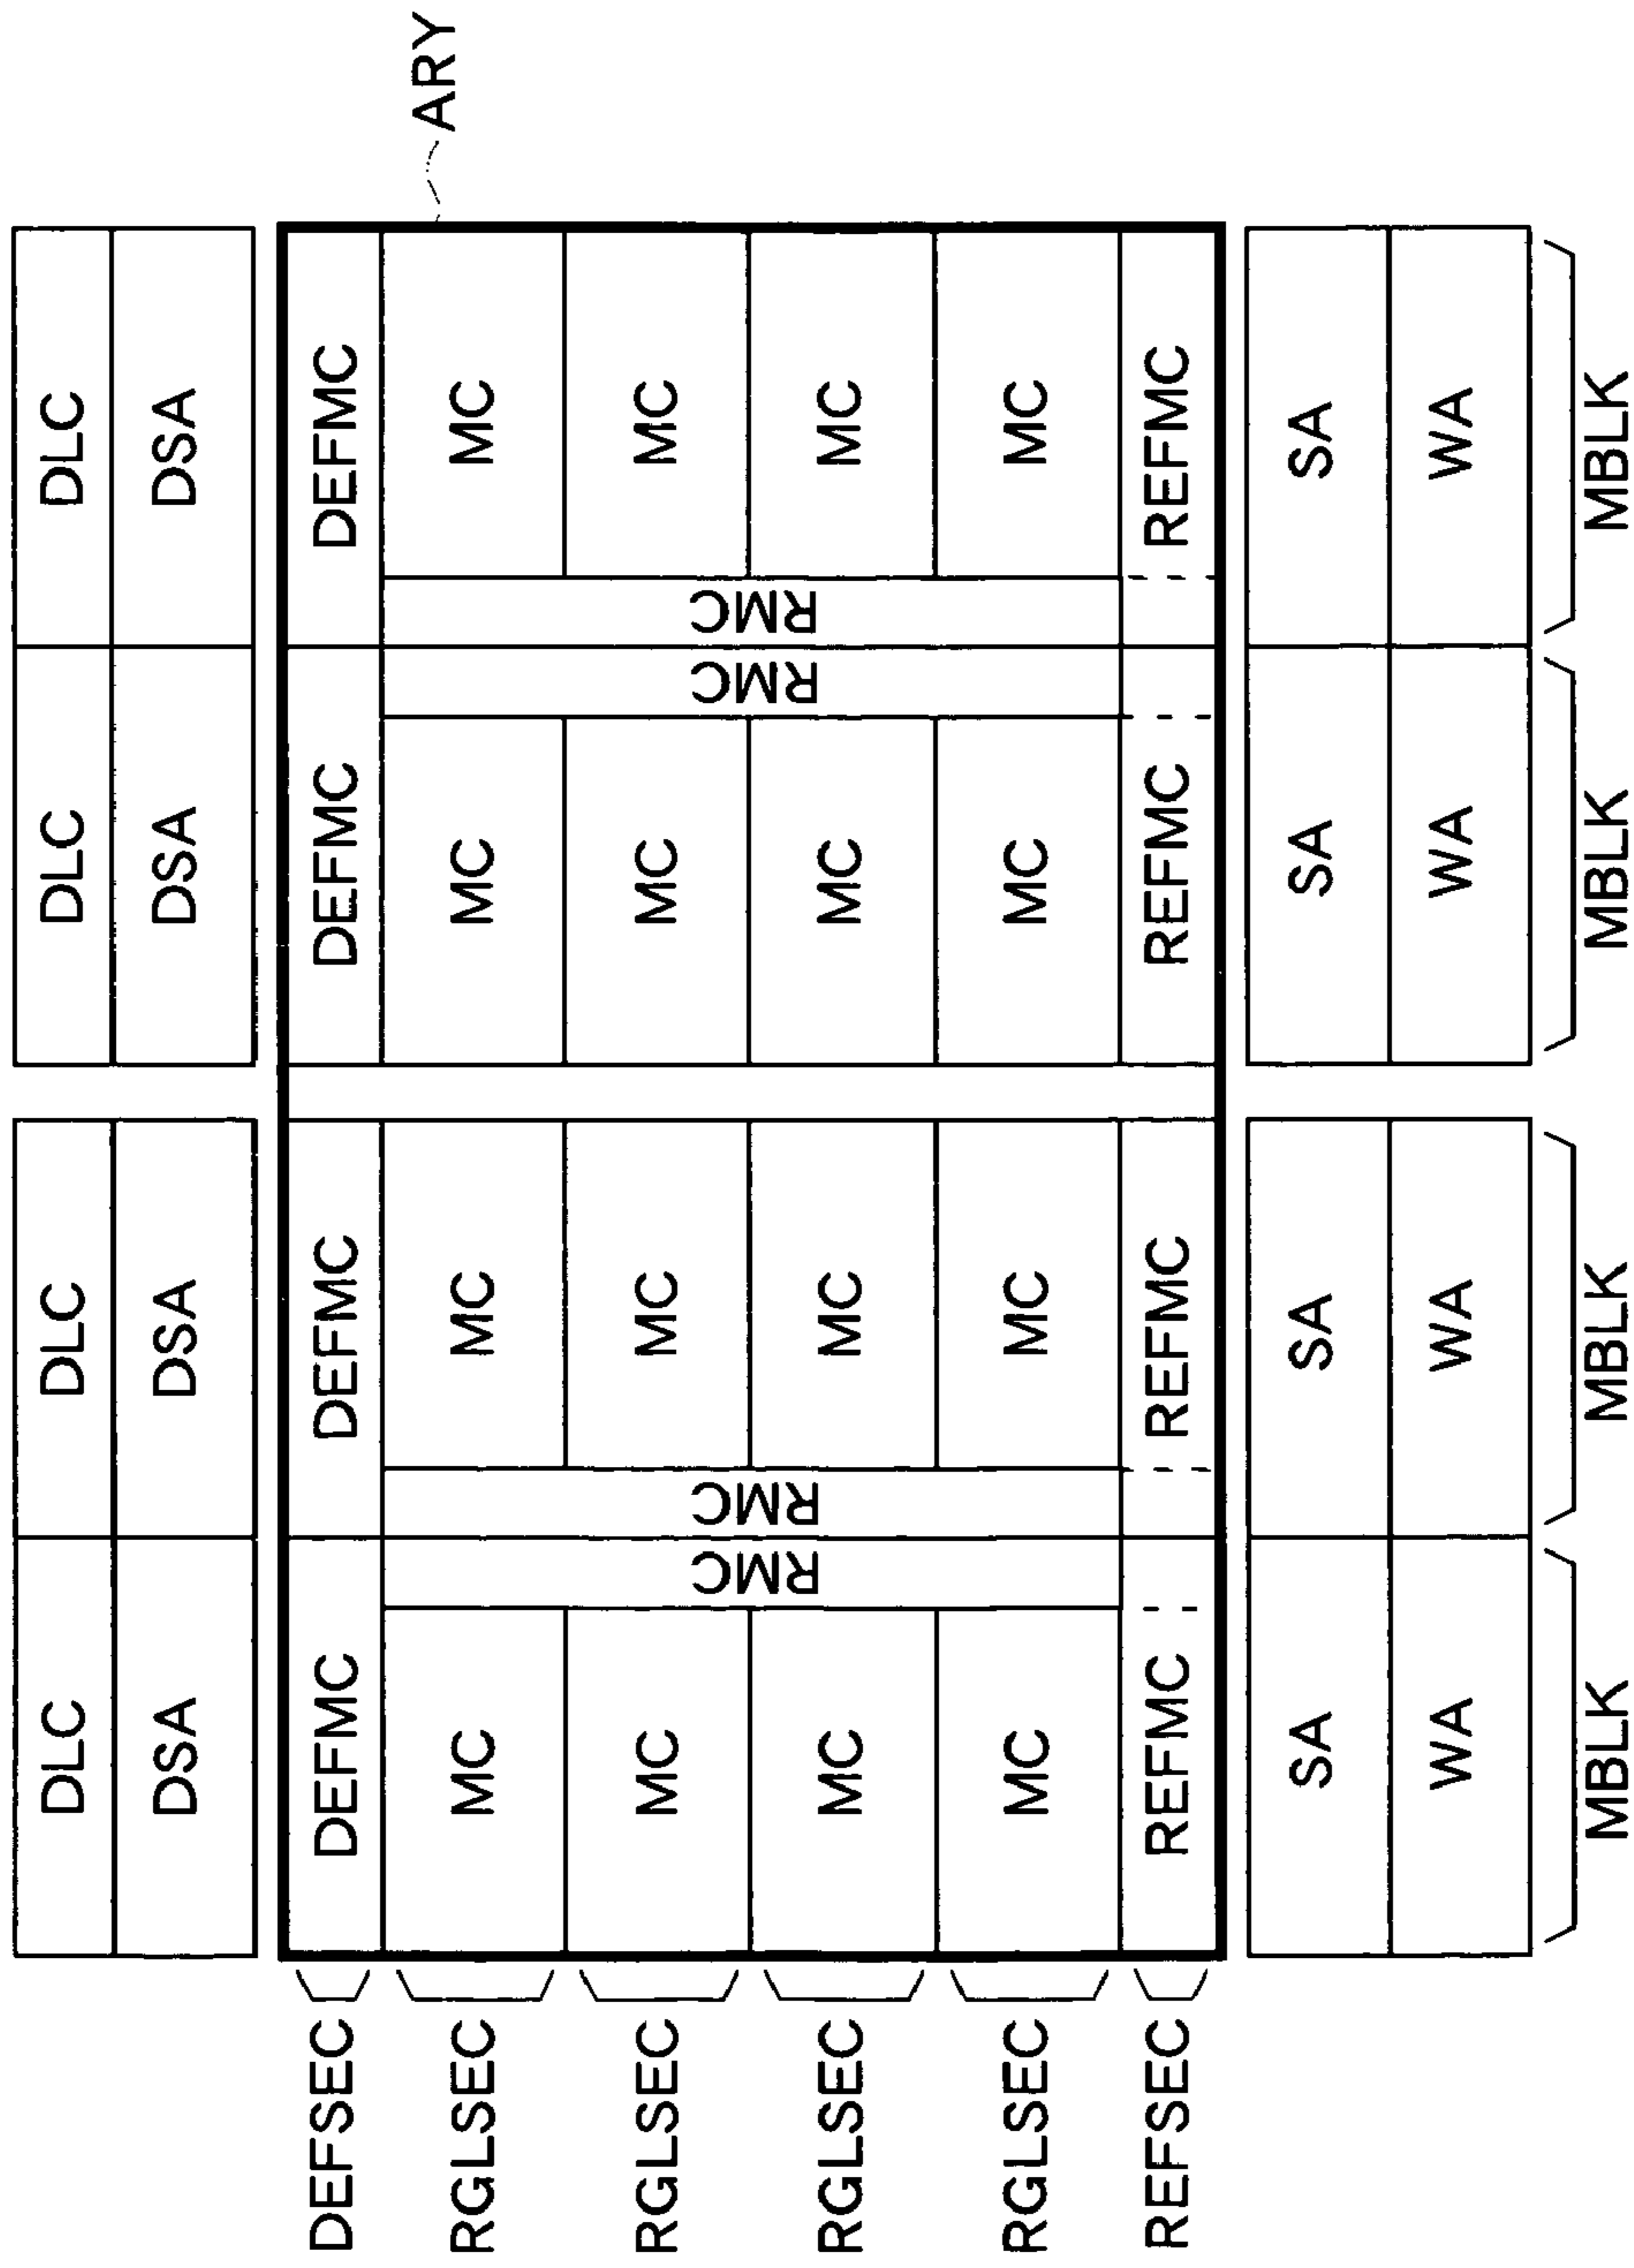 DLC DLC DLC DLC
DSA DSA DSA DSA
DEFSEC DEFMC DEFMC DEFMC DEFMC
ARY
RGLSEC MC MC MC MC
RGLSEC MC MC MC MC
RMC RMC RMC RMC
RGLSEC MC MC MC MC
RGLSEC MC MC MC MC
REFSEC REFMC REFMC REFMC REFMC
SA SA SA SA
WA WA WA WA
MBLK MBLK MBLK MBLK